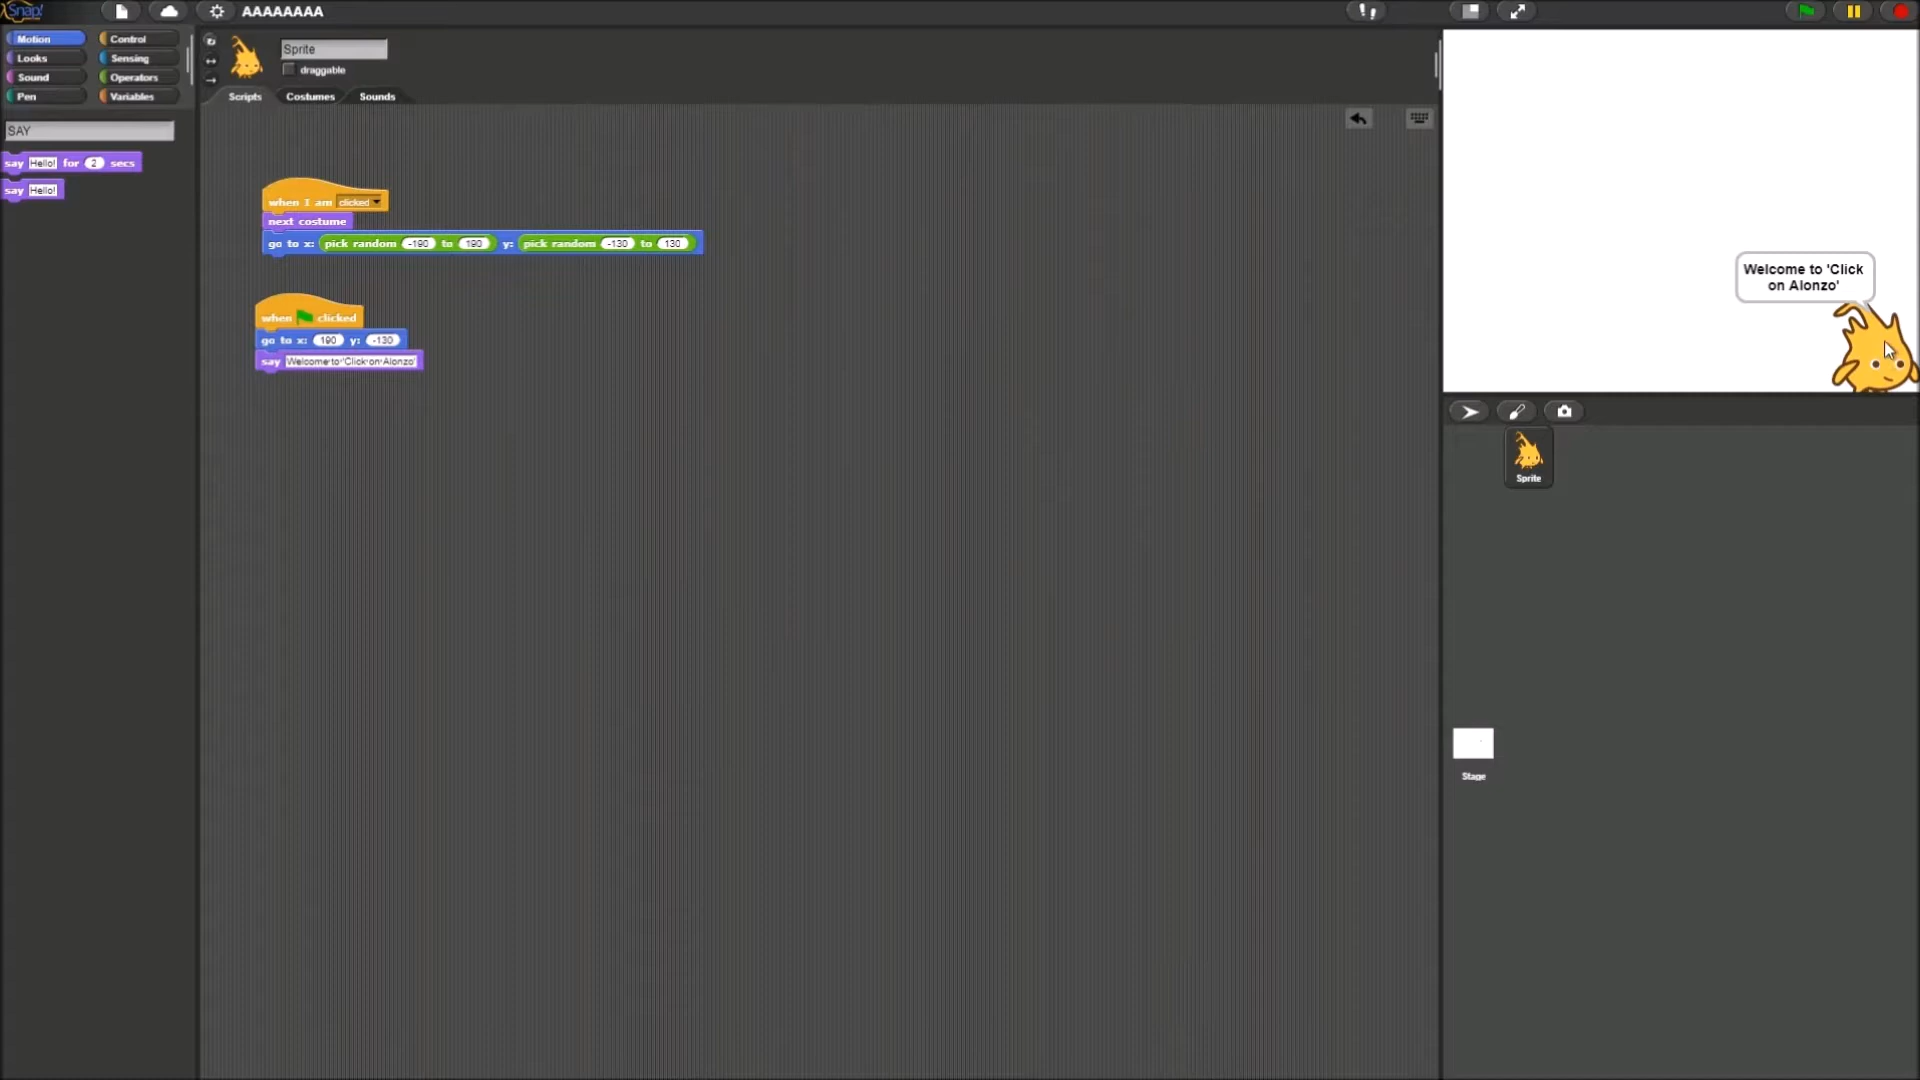 Snap!
AAAAAAAA
Motion
Control
Looks
Sensing
Sound
Operators
Pen
Variables
SAY
say Hello! for 2 secs
say Hello!
Sprite
draggable
Scripts
Costumes
Sounds
when I am clicked
next costume
go to x: pick random -190 to 190 y: pick random -130 to 130
when clicked
go to x: 190 y: -130
say Welcome to 'Click on Alonzo'
Welcome to 'Click
on Alonzo'
Sprite
Stage